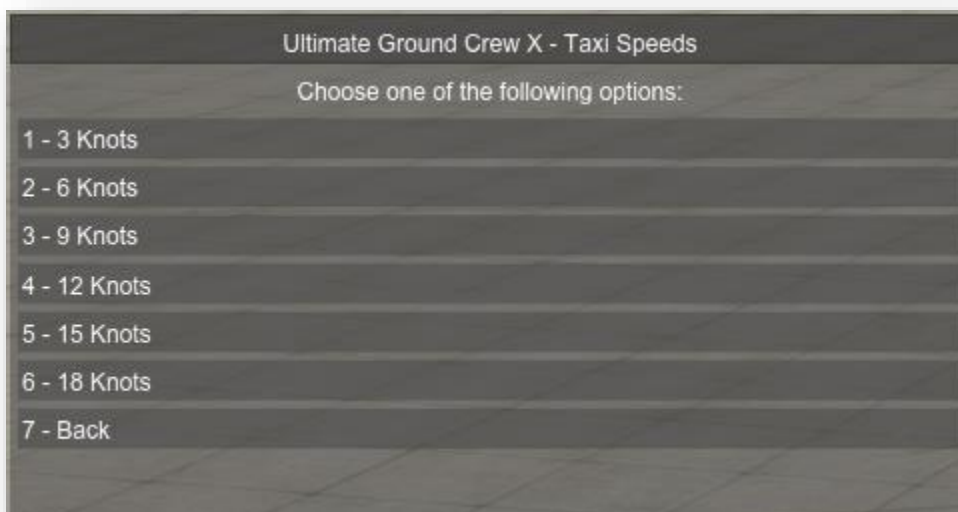 Ultimate Ground Crew X - Taxi Speeds
Choose one of the following options:
1 - 3 Knots
2 - 6 Knots
3 - 9 Knots
4 - 12 Knots
5 - 15 Knots
6 - 18 Knots
7 - Back